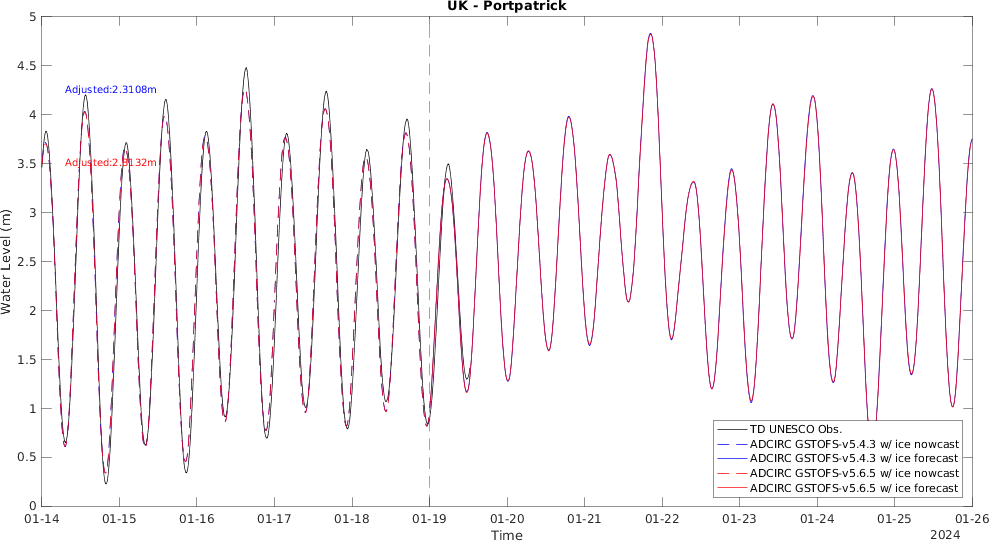 UK - Portpatrick
5
4.5
4
3.5
3
2.5
2
1.5
1
0.5
0
Water Level (m)
Adjusted:2.3108m
Adjusted:2.3132m
TD UNESCO Obs.
ADCIRC GSTOFS-v5.4.3 w/ ice nowcast
ADCIRC GSTOFS-v5.4.3 w/ ice forecast
ADCIRC GSTOFS-v5.6.5 w/ ice nowcast
ADCIRC GSTOFS-v5.6.5 w/ ice forecast
01-14 01-15 01-16 01-17 01-18 01-19 01-20 01-21 01-22 01-23 01-24 01-25 01-26
Time
2024